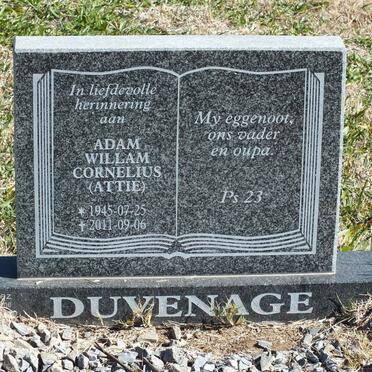 In liefdevolle
herinnering
aan
ADAM
WILLAM
CORNELIUS
(ATTIE)
* 1945-07-25
† 2011-09-06
My eggenoot,
ons vader
en oupa.
Ps 23
DUVENAGE